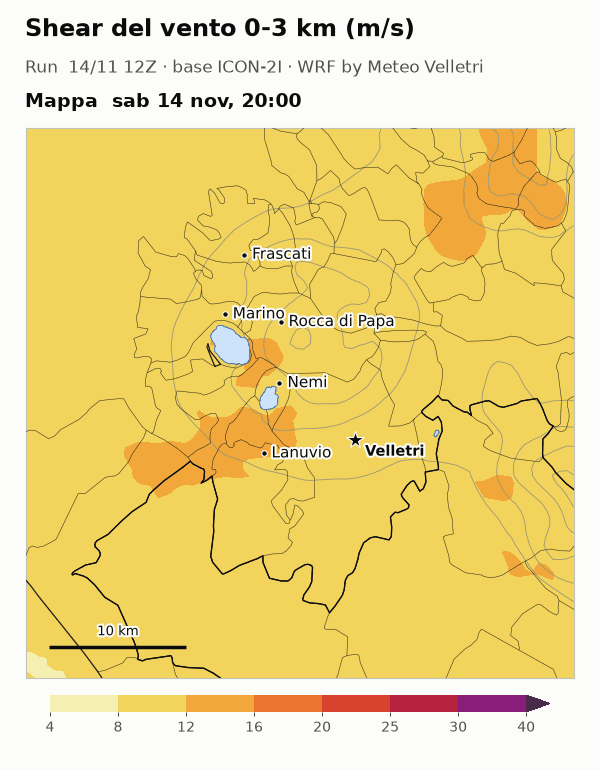 Shear del vento 0-3 km (m/s)
Run  14/11 12Z · base ICON-2I · WRF by Meteo Velletri
Mappa  sab 14 nov, 20:00
Frascati
Marino
Rocca di Papa
Nemi
Velletri
Lanuvio
10 km
4 8 12 16 20 25 30 40